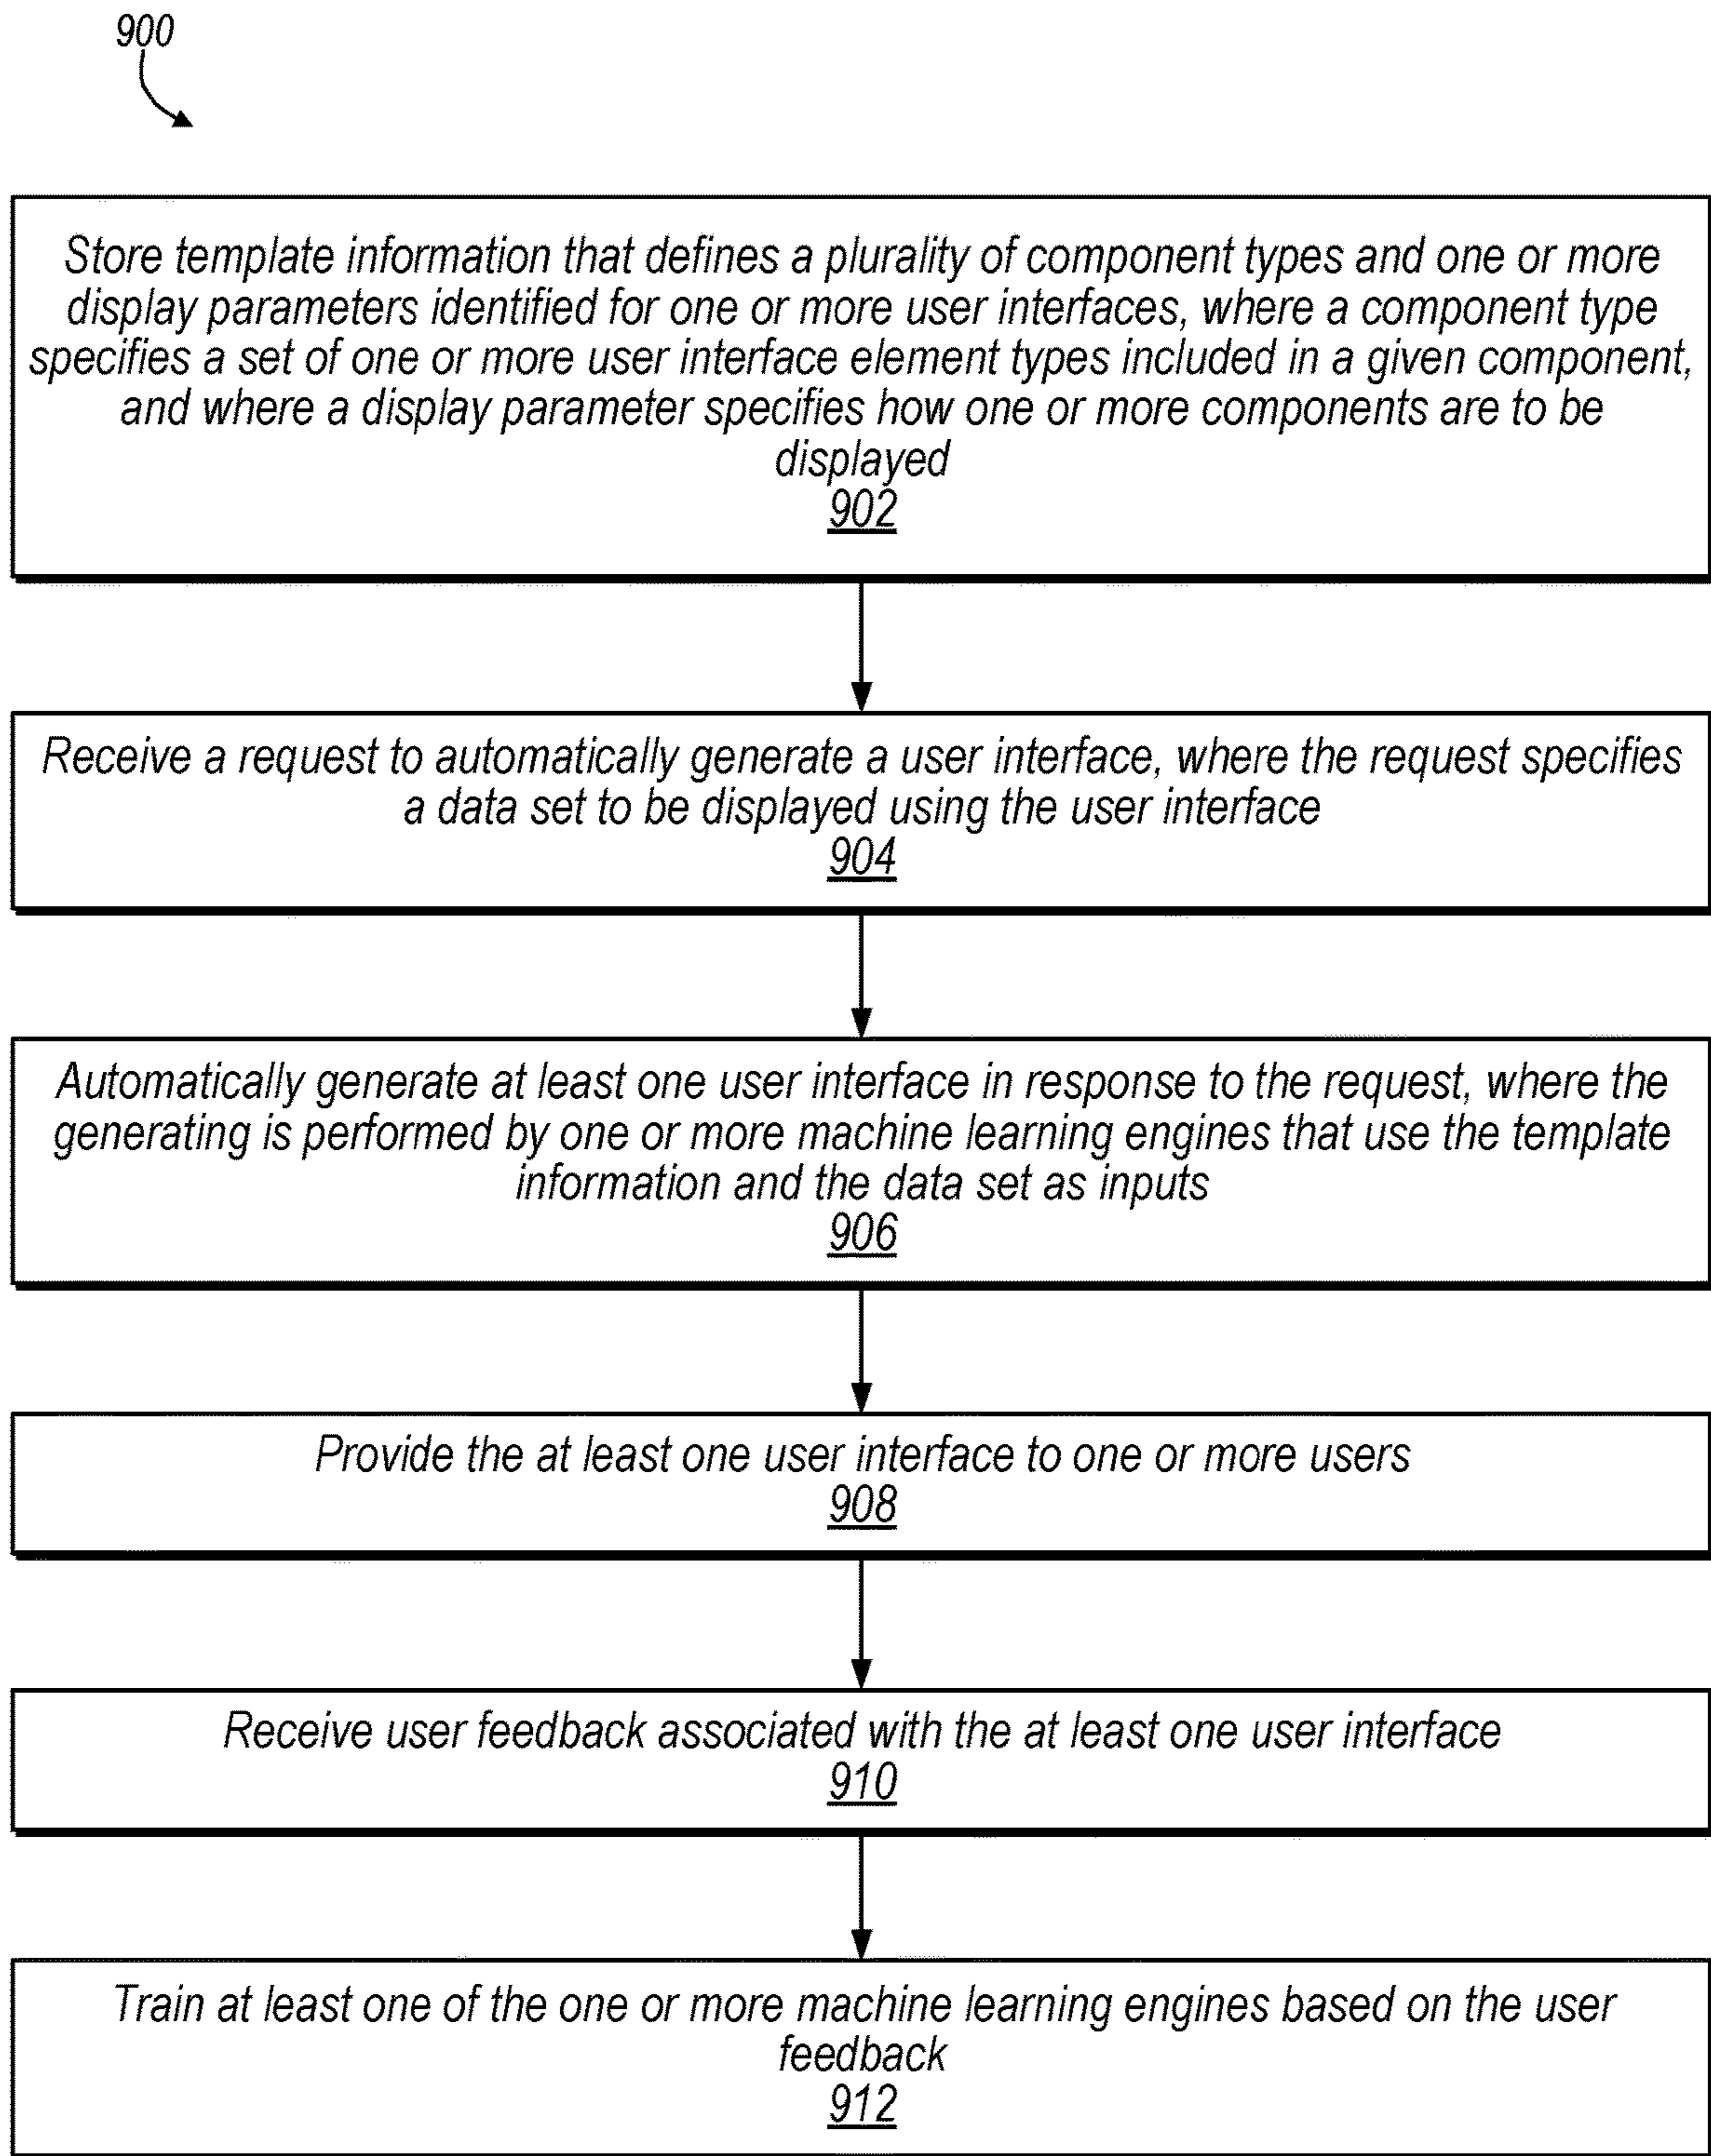 900
Store template information that defines a plurality of component types and one or more
display parameters identified for one or more user interfaces, where a component type
specifies a set of one or more user interface element types included in a given component,
and where a display parameter specifies how one or more components are to be
displayed
902
Receive a request to automatically generate a user interface, where the request specifies
a data set to be displayed using the user interface
904
Automatically generate at least one user interface in response to the request, where the
generating is performed by one or more machine learning engines that use the template
information and the data set as inputs
906
Provide the at least one user interface to one or more users
908
Receive user feedback associated with the at least one user interface
910
Train at least one of the one or more machine learning engines based on the user
feedback
912